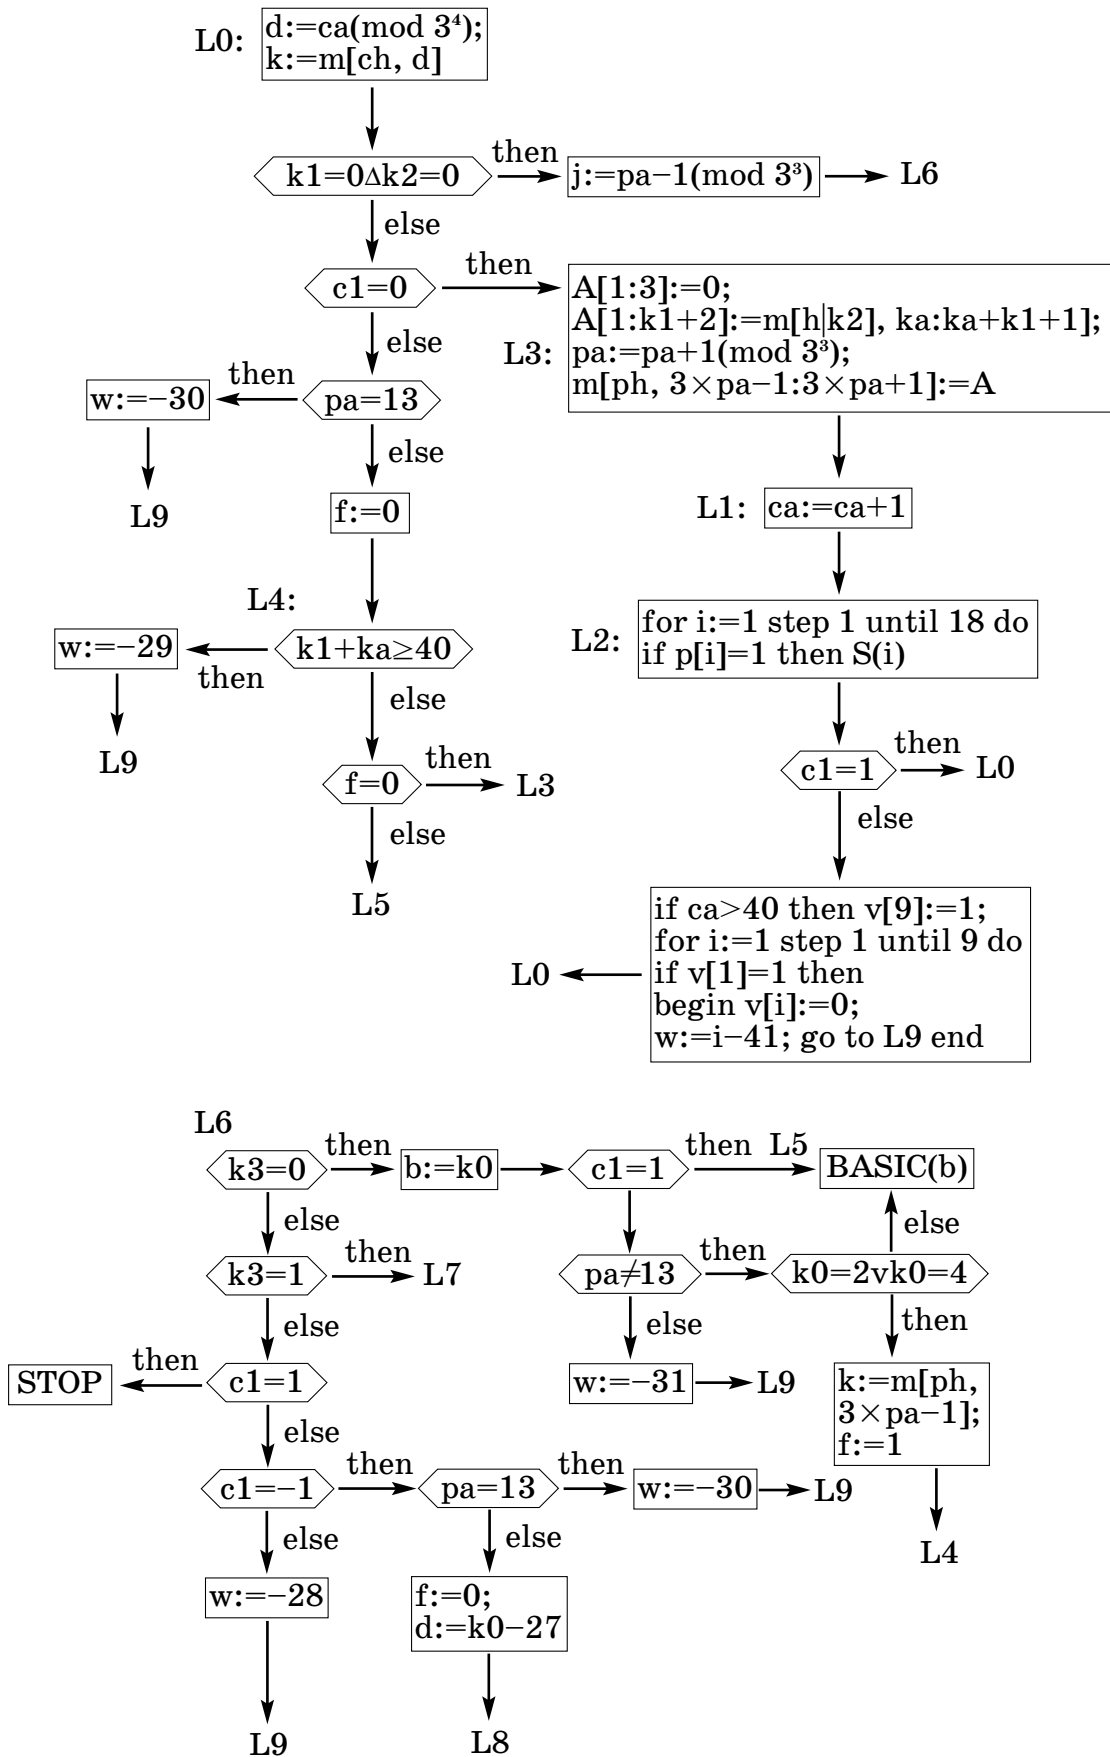 L0:
d:=ca(mod 3⁴);
k:=m[ch, d]
k1=0Δk2=0
then
j:=pa−1(mod 3³)
L6
else
c1=0
then
L3:
A[1:3]:=0;
A[1:k1+2]:=m[h|k2], ka:ka+k1+1];
pa:=pa+1(mod 3³);
m[ph, 3×pa−1:3×pa+1]:=A
else
pa=13
then
w:=−30
L9
else
f:=0
L1:
ca:=ca+1
L4:
k1+ka≥40
then
w:=−29
L9
else
L2:
for i:=1 step 1 until 18 do
if p[i]=1 then S(i)
f=0
then
L3
else
L5
c1=1
then
L0
else
if ca>40 then v[9]:=1;
for i:=1 step 1 until 9 do
if v[1]=1 then
begin v[i]:=0;
w:=i−41; go to L9 end
L0
L6
k3=0
then
b:=k0
c1=1
then
L5
BASIC(b)
else
k3=1
then
L7
pa≠13
then
k0=2vk0=4
else
else
c1=1
then
STOP
else
w:=−31
L9
then
k:=m[ph,
3×pa−1];
f:=1
L4
else
c1=−1
then
pa=13
then
w:=−30
L9
else
w:=−28
L9
else
f:=0;
d:=k0−27
L8